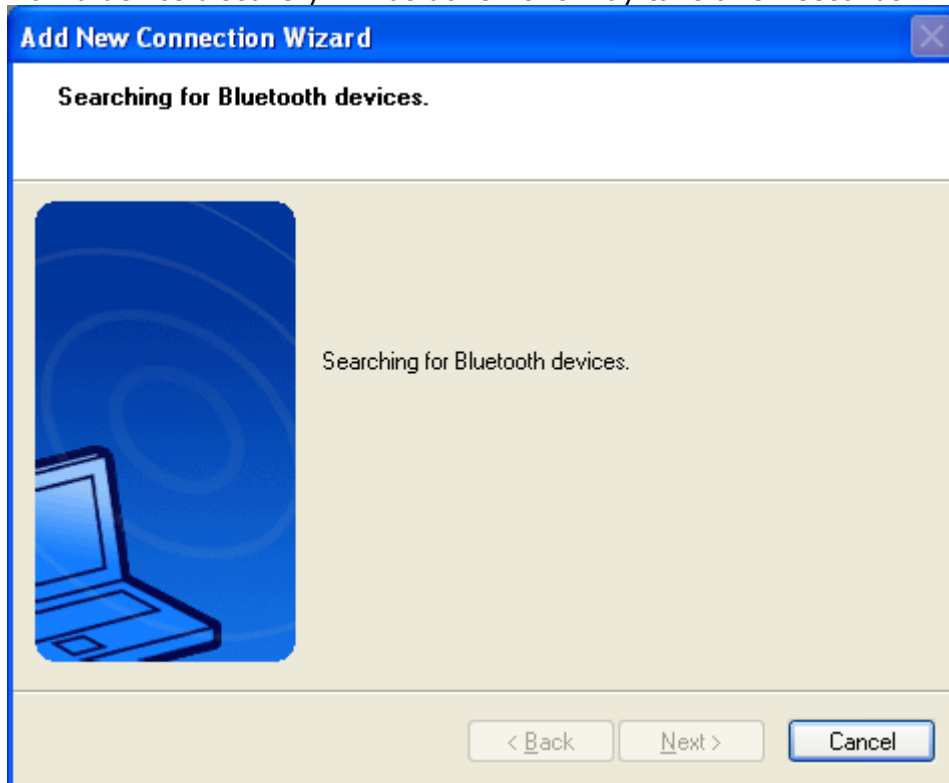 Add New Connection Wizard
Searching for Bluetooth devices.
Searching for Bluetooth devices.
< Back
Next >
Cancel